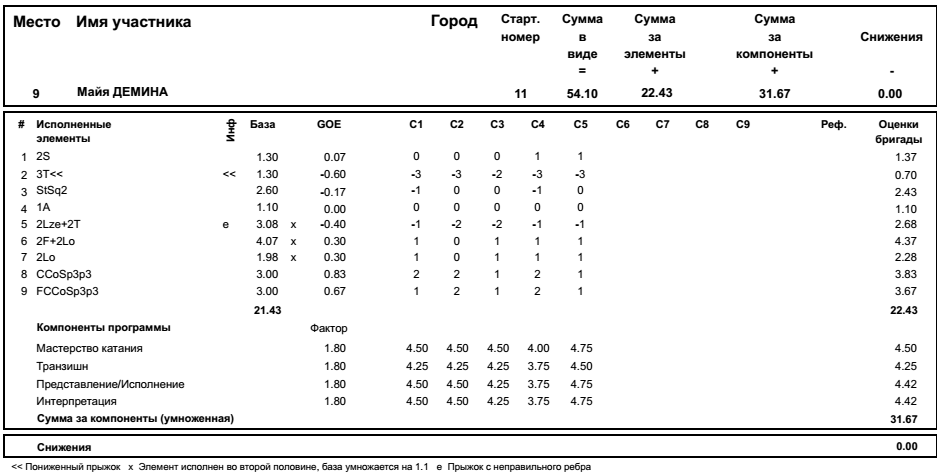 Место Имя участника Город Старт. номер Сумма в виде = Сумма за элементы + Сумма за компоненты + Снижения -
9 Майя ДЕМИНА 11 54.10 22.43 31.67 0.00
# Исполненные элементы Инф База GOE C1 C2 C3 C4 C5 C6 C7 C8 C9 Реф. Оценки бригады
1 2S 1.30 0.07 0 0 0 1 1 1.37
2 3T<< << 1.30 -0.60 -3 -3 -2 -3 -3 0.70
3 StSq2 2.60 -0.17 -1 0 0 -1 0 2.43
4 1A 1.10 0.00 0 0 0 0 0 1.10
5 2Lze+2T e 3.08 x -0.40 -1 -2 -2 -1 -1 2.68
6 2F+2Lo 4.07 x 0.30 1 0 1 1 1 4.37
7 2Lo 1.98 x 0.30 1 0 1 1 1 2.28
8 CCoSp3p3 3.00 0.83 2 2 1 2 1 3.83
9 FCCoSp3p3 3.00 0.67 1 2 1 2 1 3.67
21.43 22.43
Компоненты программы Фактор
Мастерство катания 1.80 4.50 4.50 4.50 4.00 4.75 4.50
Транзишн 1.80 4.25 4.25 4.25 3.75 4.50 4.25
Представление/Исполнение 1.80 4.50 4.50 4.25 3.75 4.75 4.42
Интерпретация 1.80 4.50 4.50 4.25 3.75 4.75 4.42
Сумма за компоненты (умноженная) 31.67
Снижения 0.00
<< Пониженный прыжок x Элемент исполнен во второй половине, база умножается на 1.1 e Прыжок с неправильного ребра